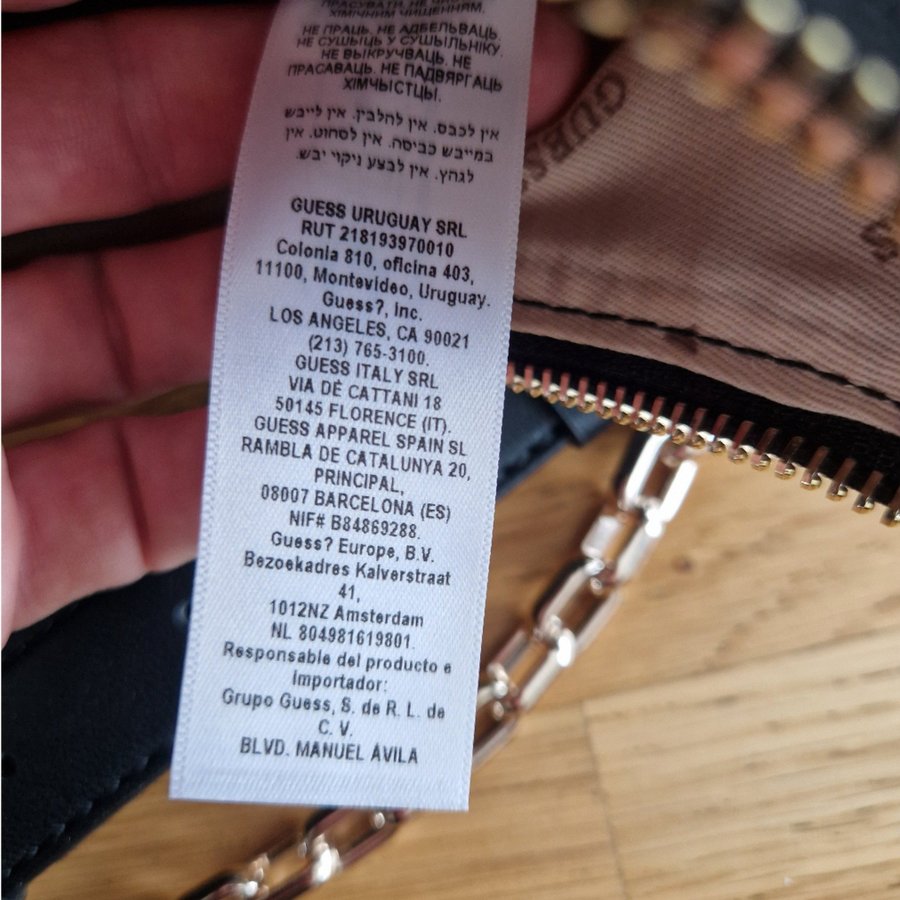 ПРАСУВАТИ. НЕ
ХІМІЧНИМ ЧИЩЕННЯМ.
НЕ ПРАЦЬ. НЕ АДБЕЛЬВАЦЬ.
НЕ СУШЫЦЬ У СУШЫЛЬНІКУ.
НЕ ВЫКРУЧВАЦЬ. НЕ
ПРАСАВАЦЬ. НЕ ПАДВЯРГАЦЬ
ХІМЧЫСТЦЫ.
אין לכבס. אין להלבין. אין לייבש
במייבש כביסה. אין לסחוט. אין
לגהץ. אין לבצע ניקוי יבש.
GUESS URUGUAY SRL
RUT 218193970010
Colonia 810, oficina 403,
11100, Montevideo, Uruguay.
Guess?, Inc.
LOS ANGELES, CA 90021
(213) 765-3100.
GUESS ITALY SRL
VIA DE CATTANI 18
50145 FLORENCE (IT).
GUESS APPAREL SPAIN SL
RAMBLA DE CATALUNYA 20,
PRINCIPAL,
08007 BARCELONA (ES)
NIF# B84869288.
Guess? Europe, B.V.
Bezoekadres Kalverstraat
41,
1012NZ Amsterdam
NL 804981619801.
Responsable del producto e
Importador:
Grupo Guess, S. de R. L. de
C. V.
BLVD. MANUEL ÁVILA
GUESS